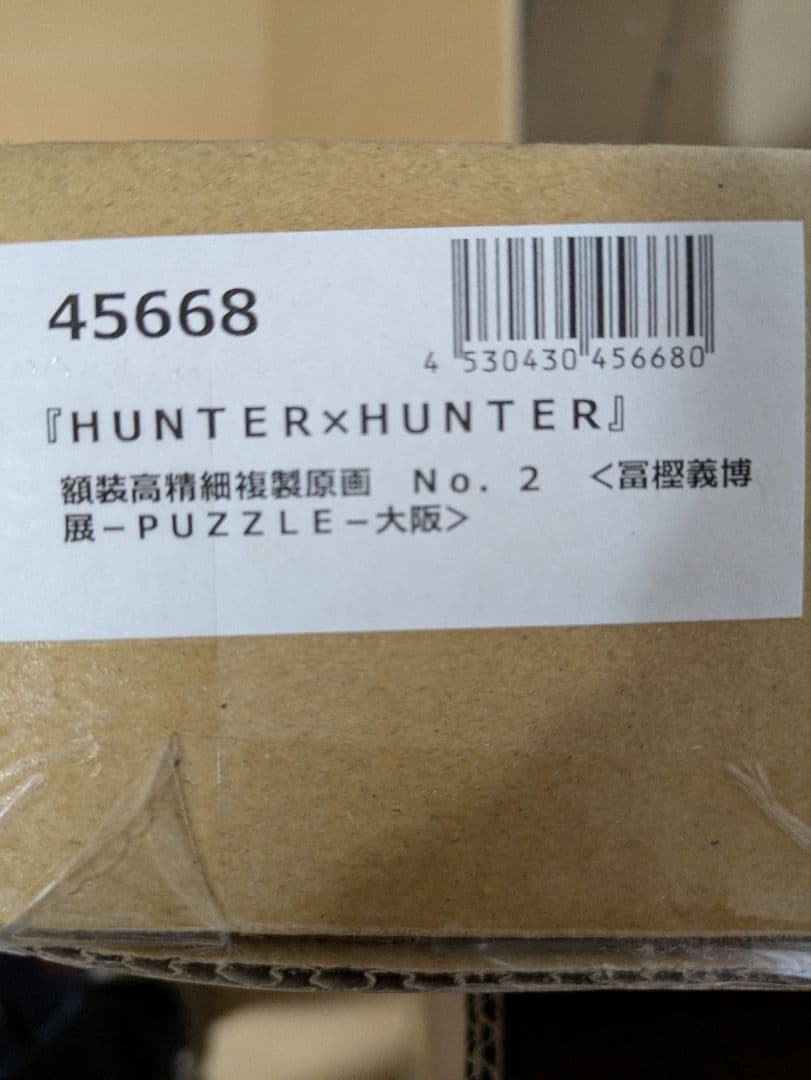 45668
4 530430 456680
『HUNTER×HUNTER』
額装高精細複製原画　No．2　＜冨樫義博
展－PUZZLE－大阪＞